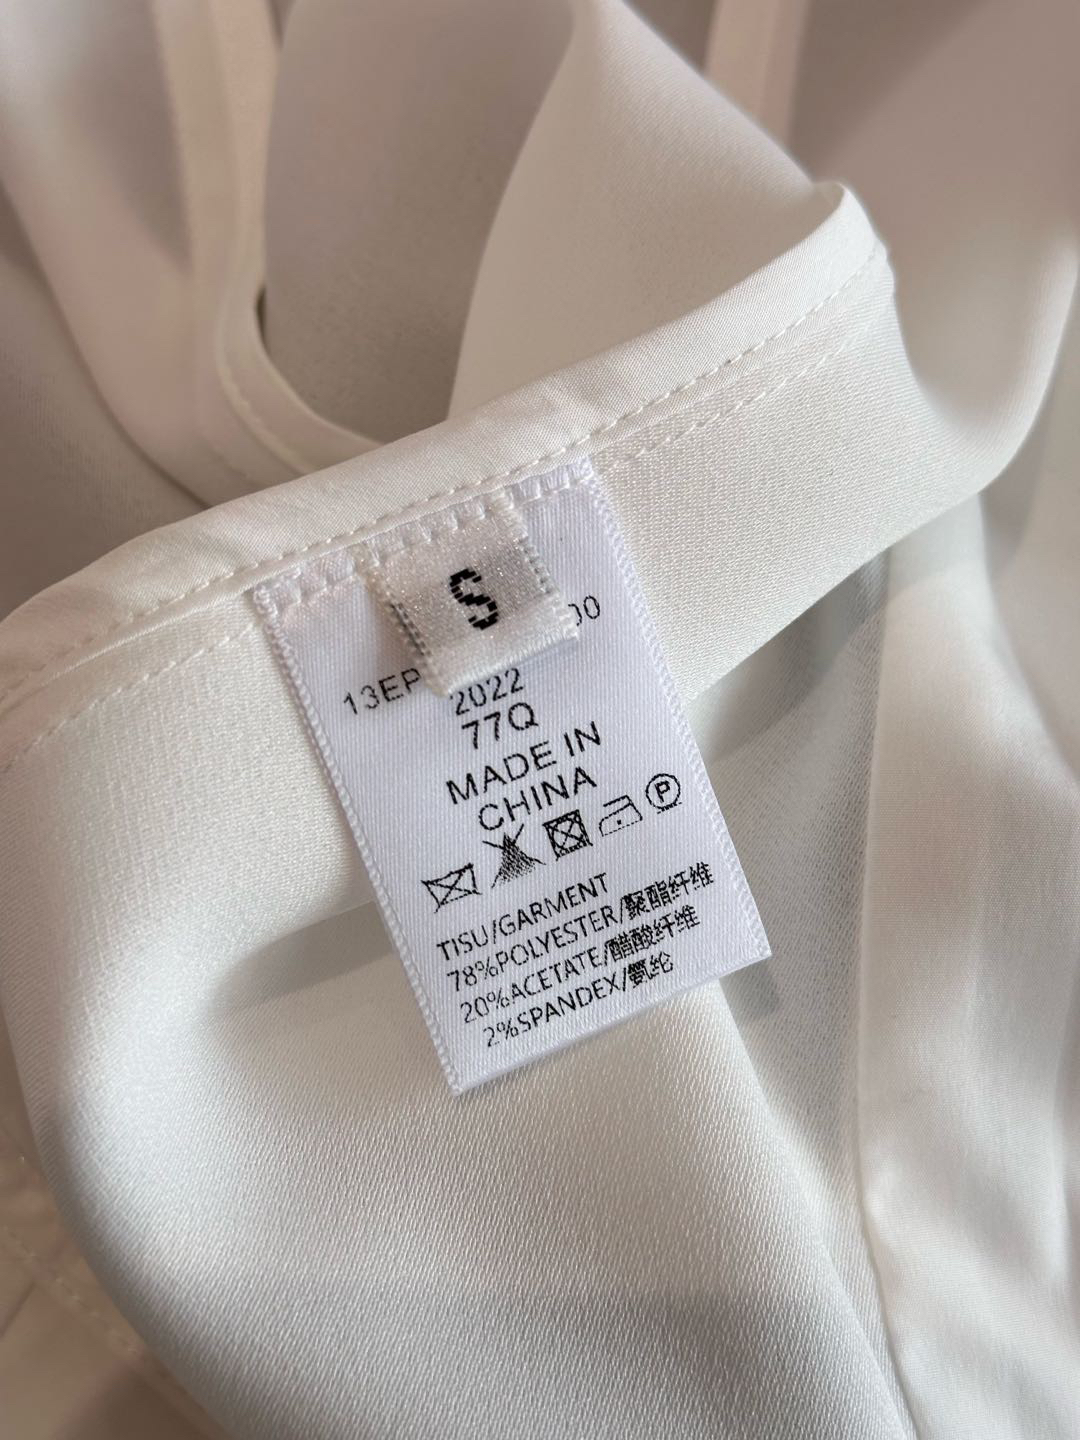 S
13EP
00
2022
77Q
MADE IN
CHINA
P
TISU/GARMENT
78%POLYESTER/聚酯纤维
20%ACETATE/醋酸纤维
2%SPANDEX/氨纶